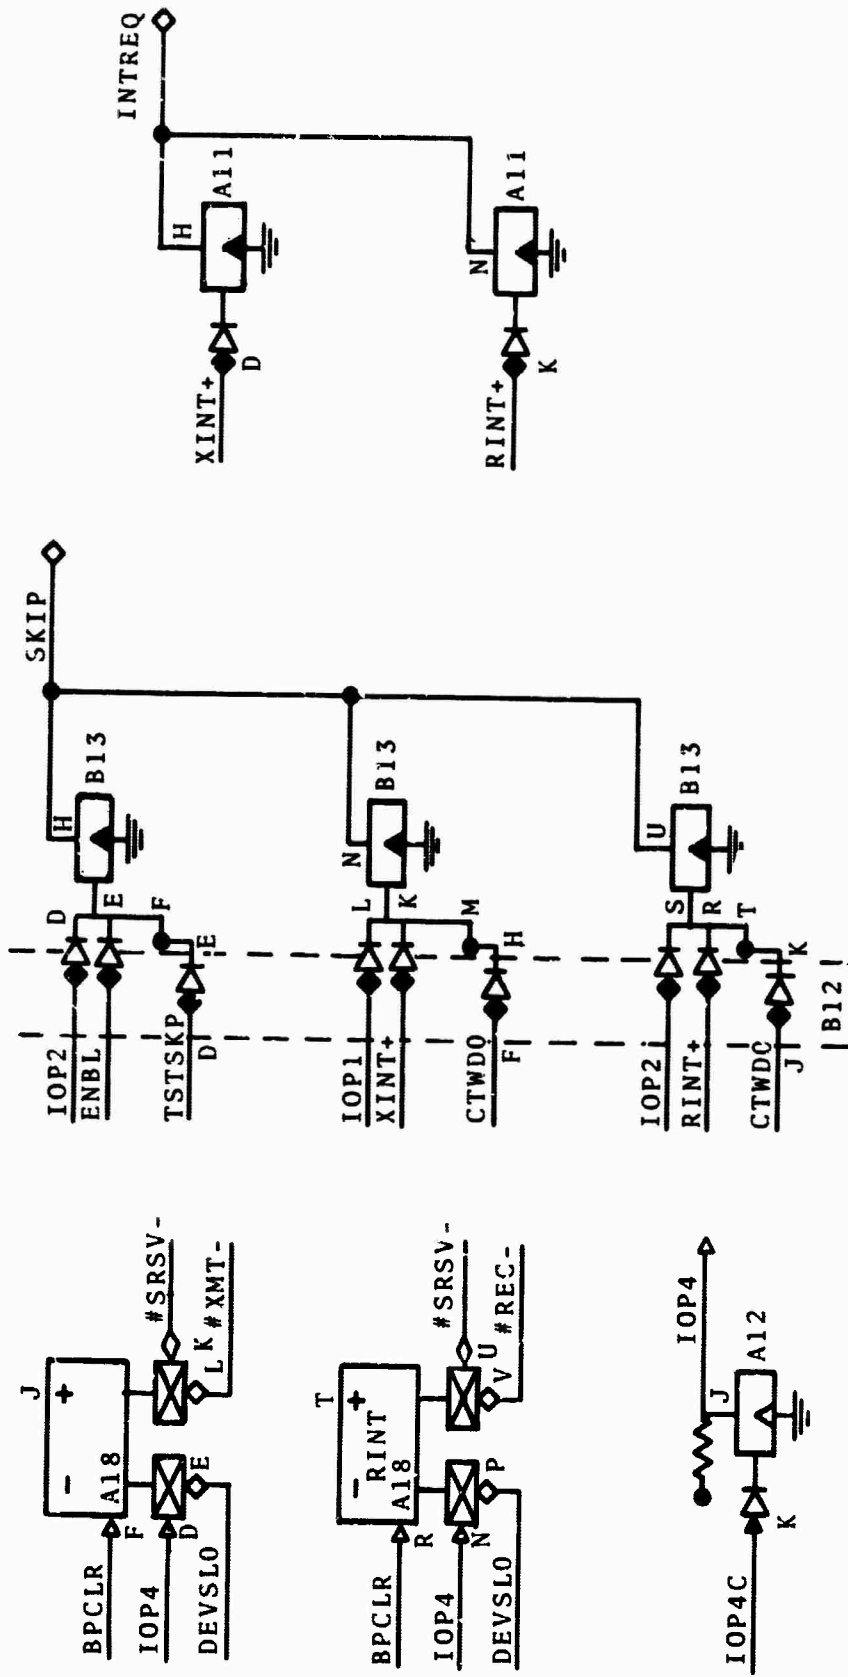 J
- +
A18
BPCLR F
IOP4 D
E
DEVSLO
#SRSV-
K
L #XMT-
T
- +
RINT
A18
BPCLR R
IOP4 N
P
DEVSLO
#SRSV-
U
V #REC-
IOP4
J
A12
IOP4C K
SKIP
H
B13
IOP2 D
ENBL E
F
TSTSKP D E
N
B13
IOP1 L
XINT+ K
M
CTWDO F H
U
B13
IOP2 S
RINT+ R
T
CTWDC J K
B12
INTREQ
H
A11
XINT+ D
N
A11
RINT+ K